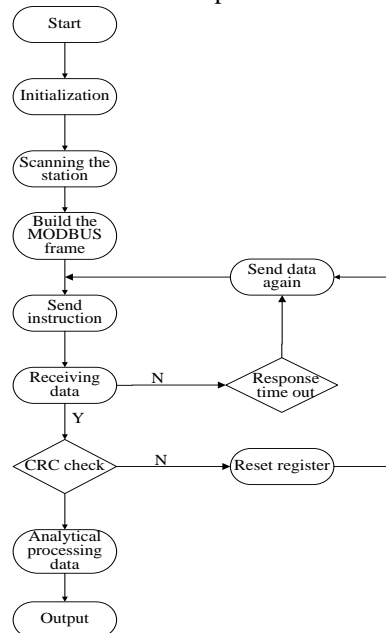 Start
Initialization
Scanning the
station
Build the
MODBUS
frame
Send data
again
Send
instruction
Receiving
data
N
Response
time out
Y
CRC check
N
Reset register
Analytical
processing
data
Output